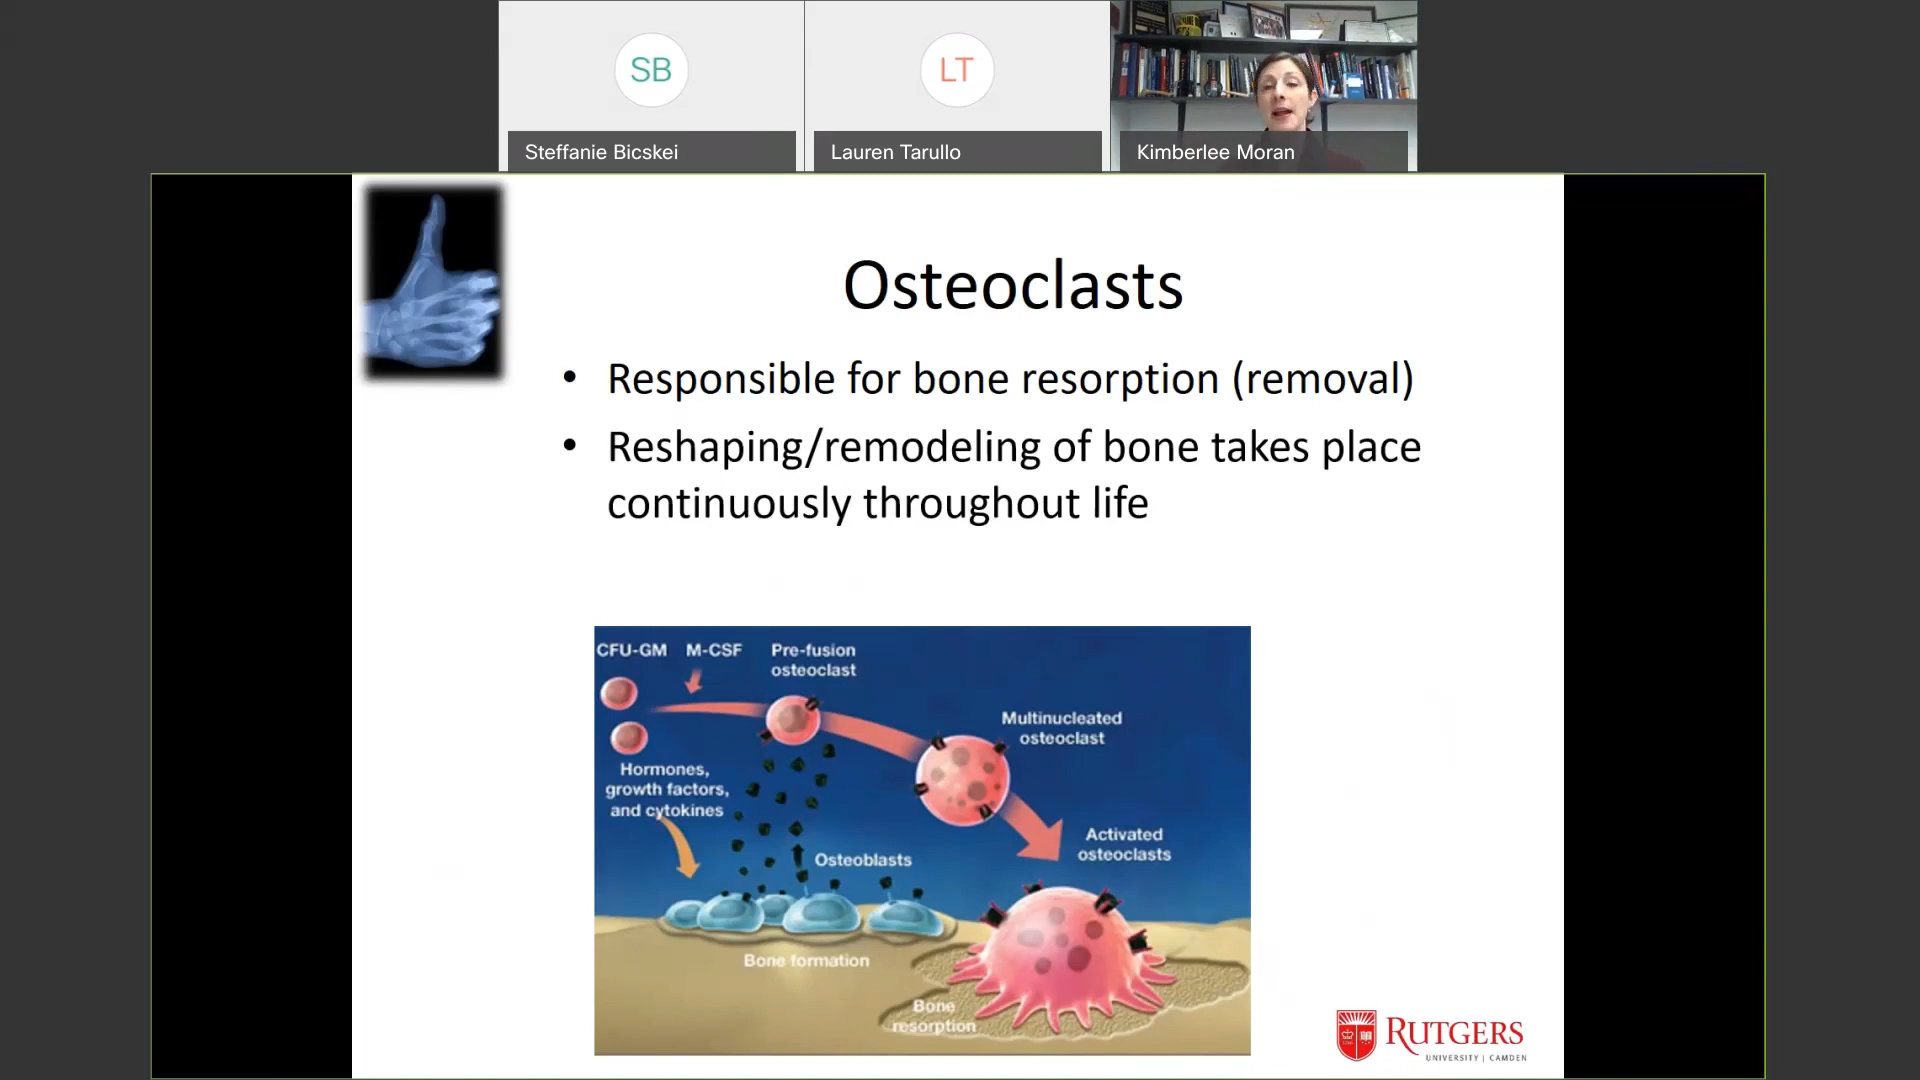 SB
LT
Steffanie Bicskei
Lauren Tarullo
Kimberlee Moran
Osteoclasts
• Responsible for bone resorption (removal)
• Reshaping/remodeling of bone takes place
continuously throughout life
CFU-GM
M-CSF
Pre-fusion
osteoclast
Multinucleated
osteoclast
Hormones,
growth factors,
and cytokines
Activated
osteoclasts
Osteoblasts
Bone formation
Bone
resorption
RUTGERS
UNIVERSITY | CAMDEN